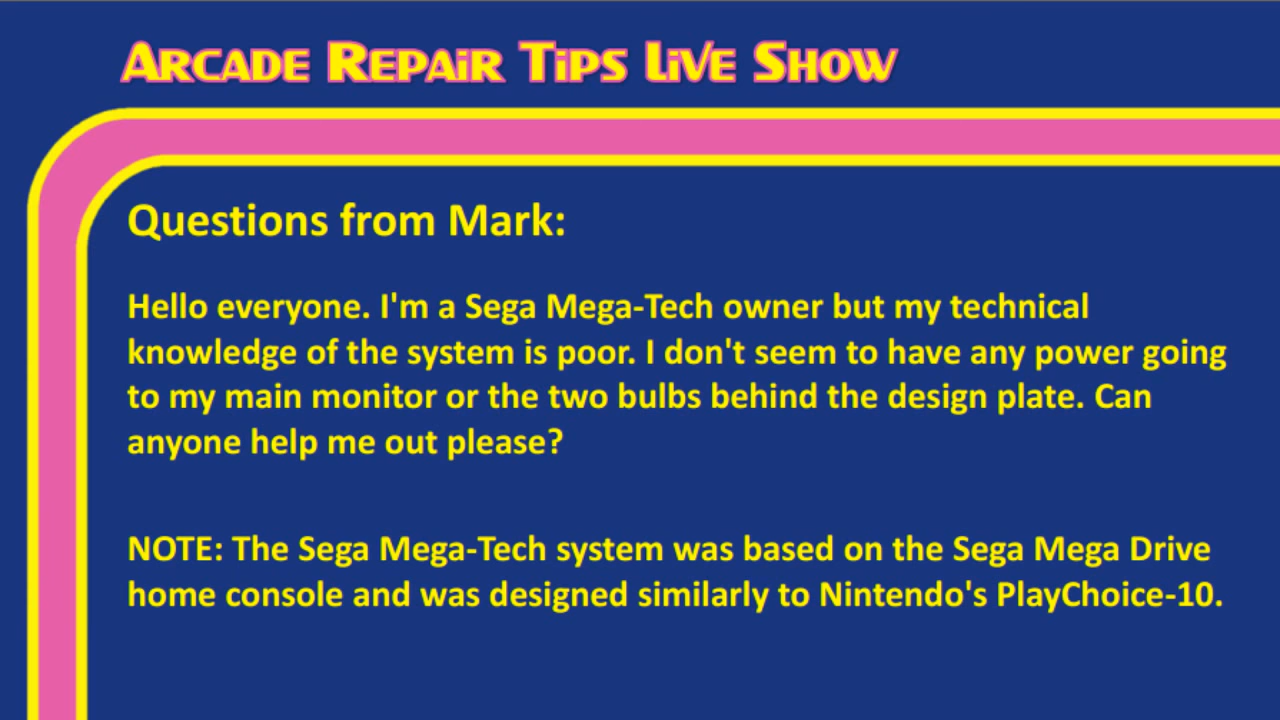 Arcade Repair Tips Live Show
Questions from Mark:
Hello everyone. I'm a Sega Mega-Tech owner but my technical
knowledge of the system is poor. I don't seem to have any power going
to my main monitor or the two bulbs behind the design plate. Can
anyone help me out please?
NOTE: The Sega Mega-Tech system was based on the Sega Mega Drive
home console and was designed similarly to Nintendo's PlayChoice-10.